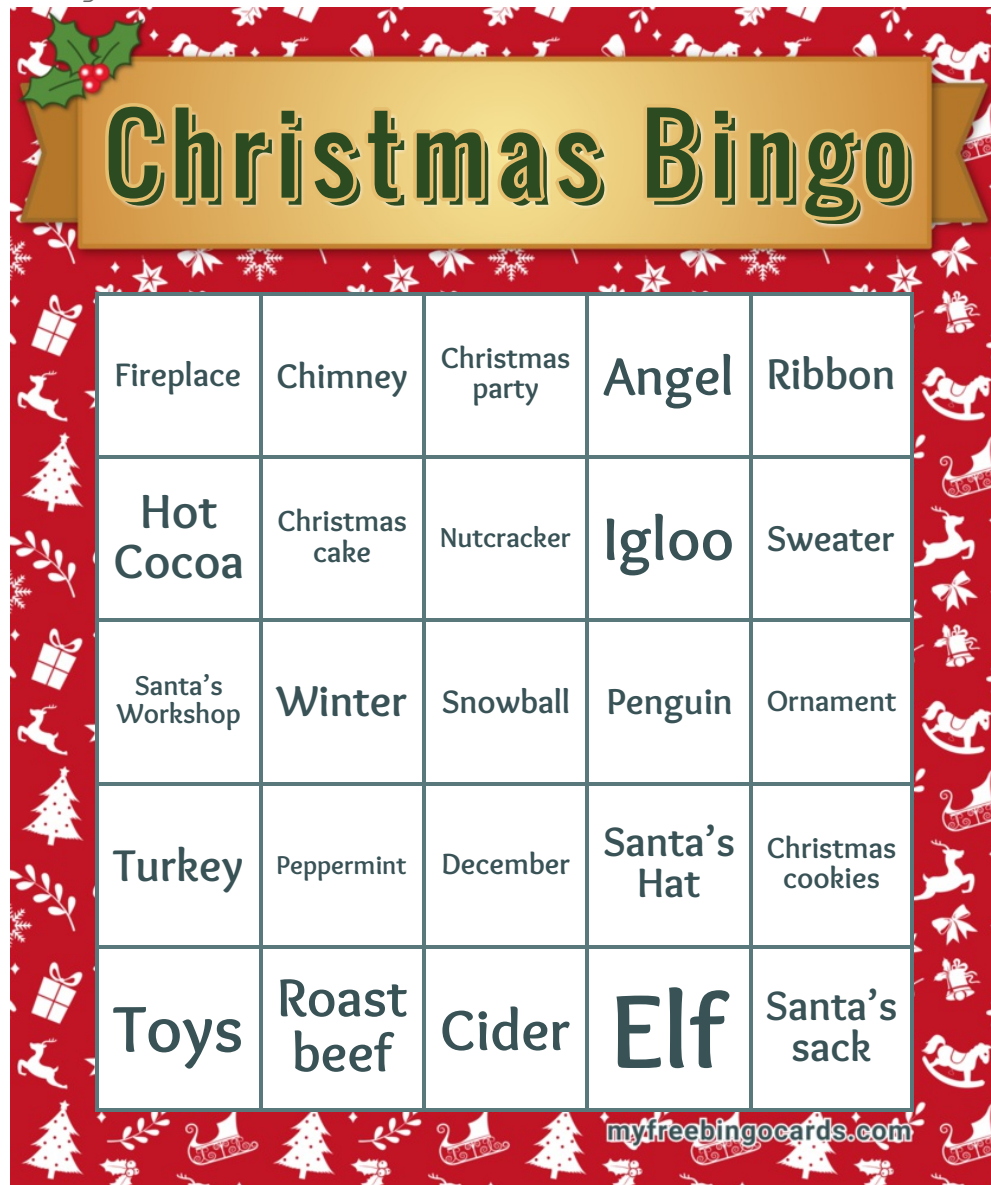 Christmas Bingo
Fireplace
Chimney
Christmas
party
Angel
Ribbon
Hot
Cocoa
Christmas
cake
Nutcracker
Igloo
Sweater
Santa's
Workshop
Winter
Snowball
Penguin
Ornament
Turkey
Peppermint
December
Santa's
Hat
Christmas
cookies
Toys
Roast
beef
Cider
Elf
Santa's
sack
myfreebingocards.com